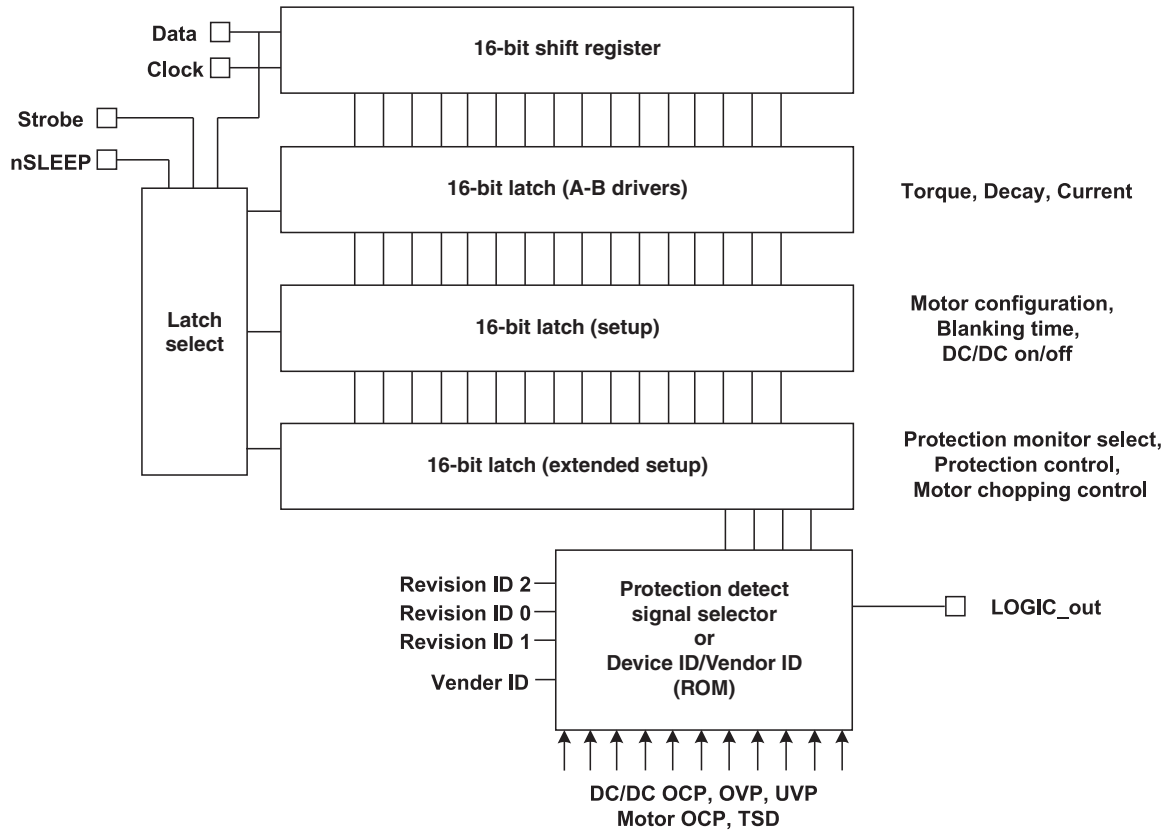 Data
16-bit shift register
Clock
Strobe
nSLEEP
16-bit latch (A-B drivers)
Torque, Decay, Current
Latch
select
16-bit latch (setup)
Motor configuration,
Blanking time,
DC/DC on/off
16-bit latch (extended setup)
Protection monitor select,
Protection control,
Motor chopping control
Revision ID 2
Revision ID 0
Revision ID 1
Vender ID
Protection detect
signal selector
or
Device ID/Vendor ID
(ROM)
LOGIC_out
DC/DC OCP, OVP, UVP
Motor OCP, TSD